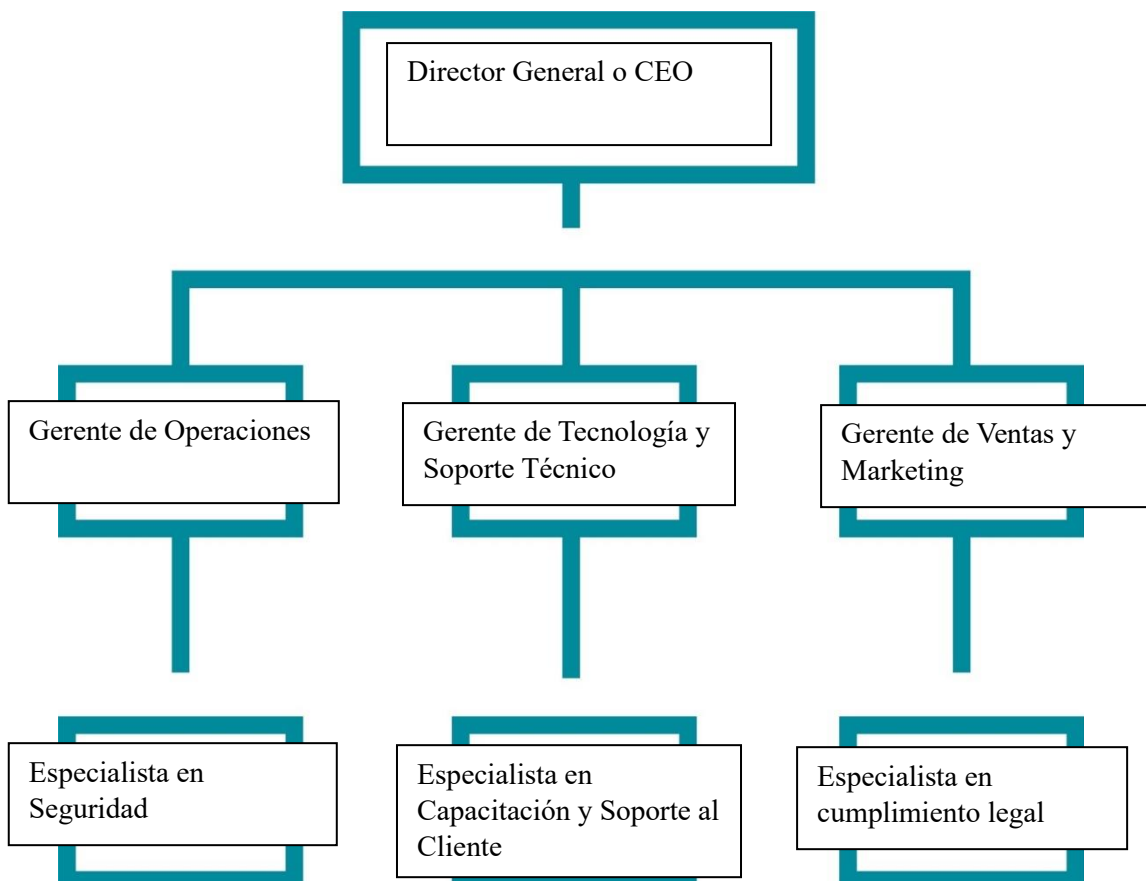 Director General o CEO
Gerente de Operaciones
Gerente de Tecnología y
Soporte Técnico
Gerente de Ventas y
Marketing
Especialista en
Seguridad
Especialista en
Capacitación y Soporte al
Cliente
Especialista en
cumplimiento legal